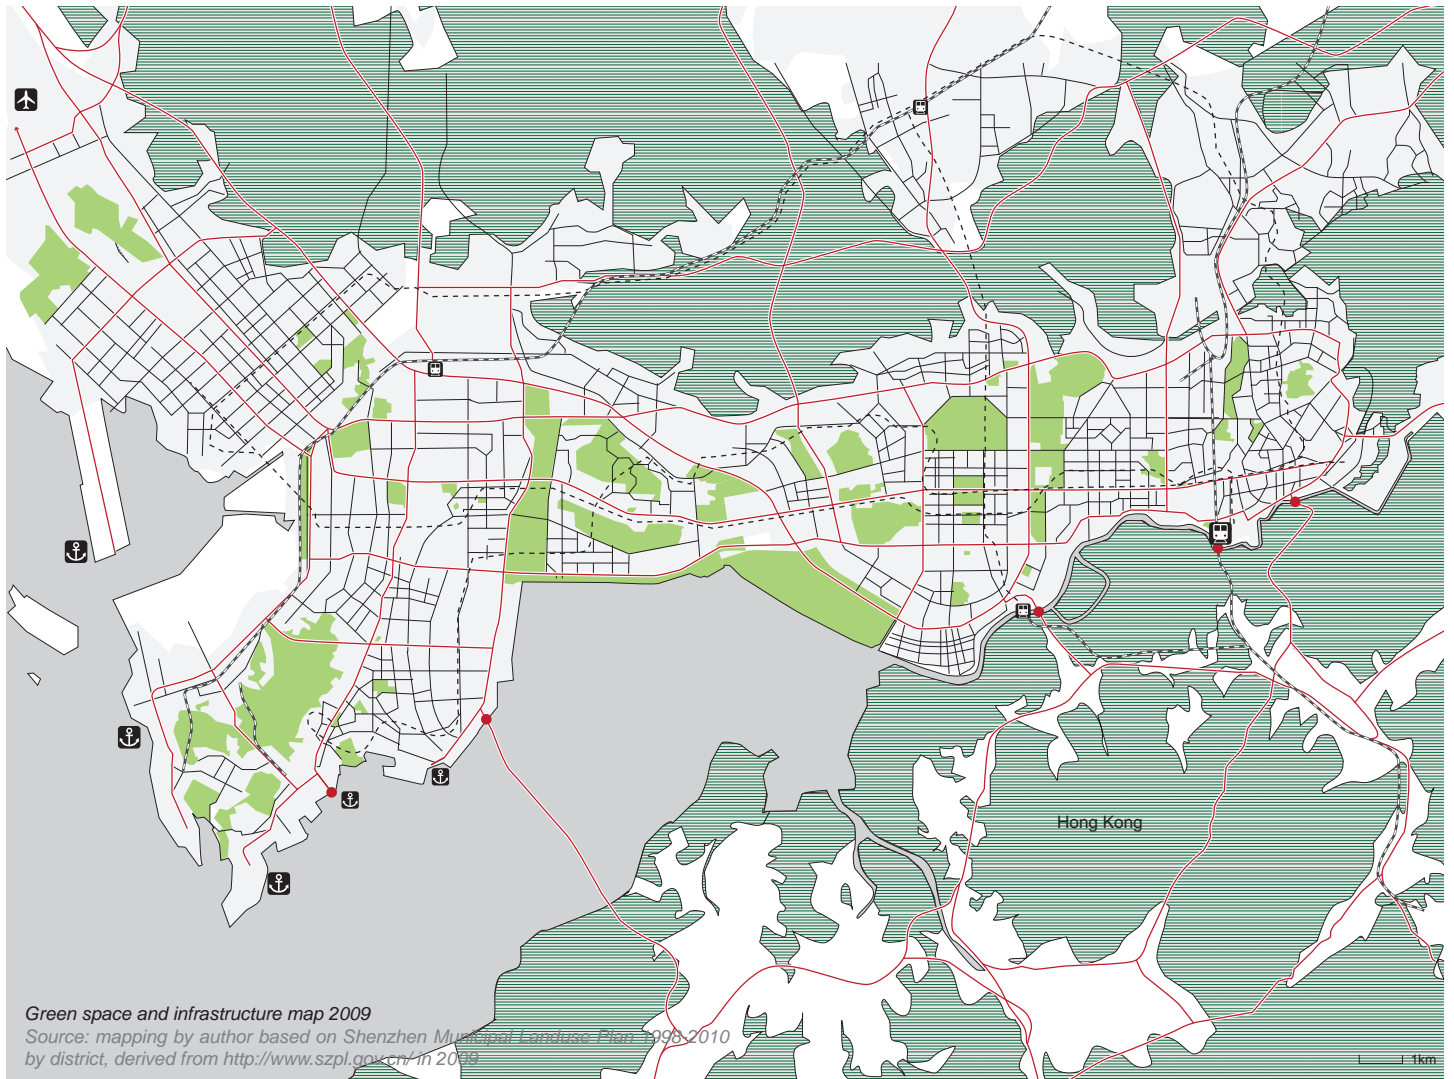 Hong Kong
Green space and infrastructure map 2009
Source: mapping by author based on Shenzhen Municipal Landuse Plan 1998-2010
by district, derived from http://www.szpl.gov.cn/ in 2009
1km